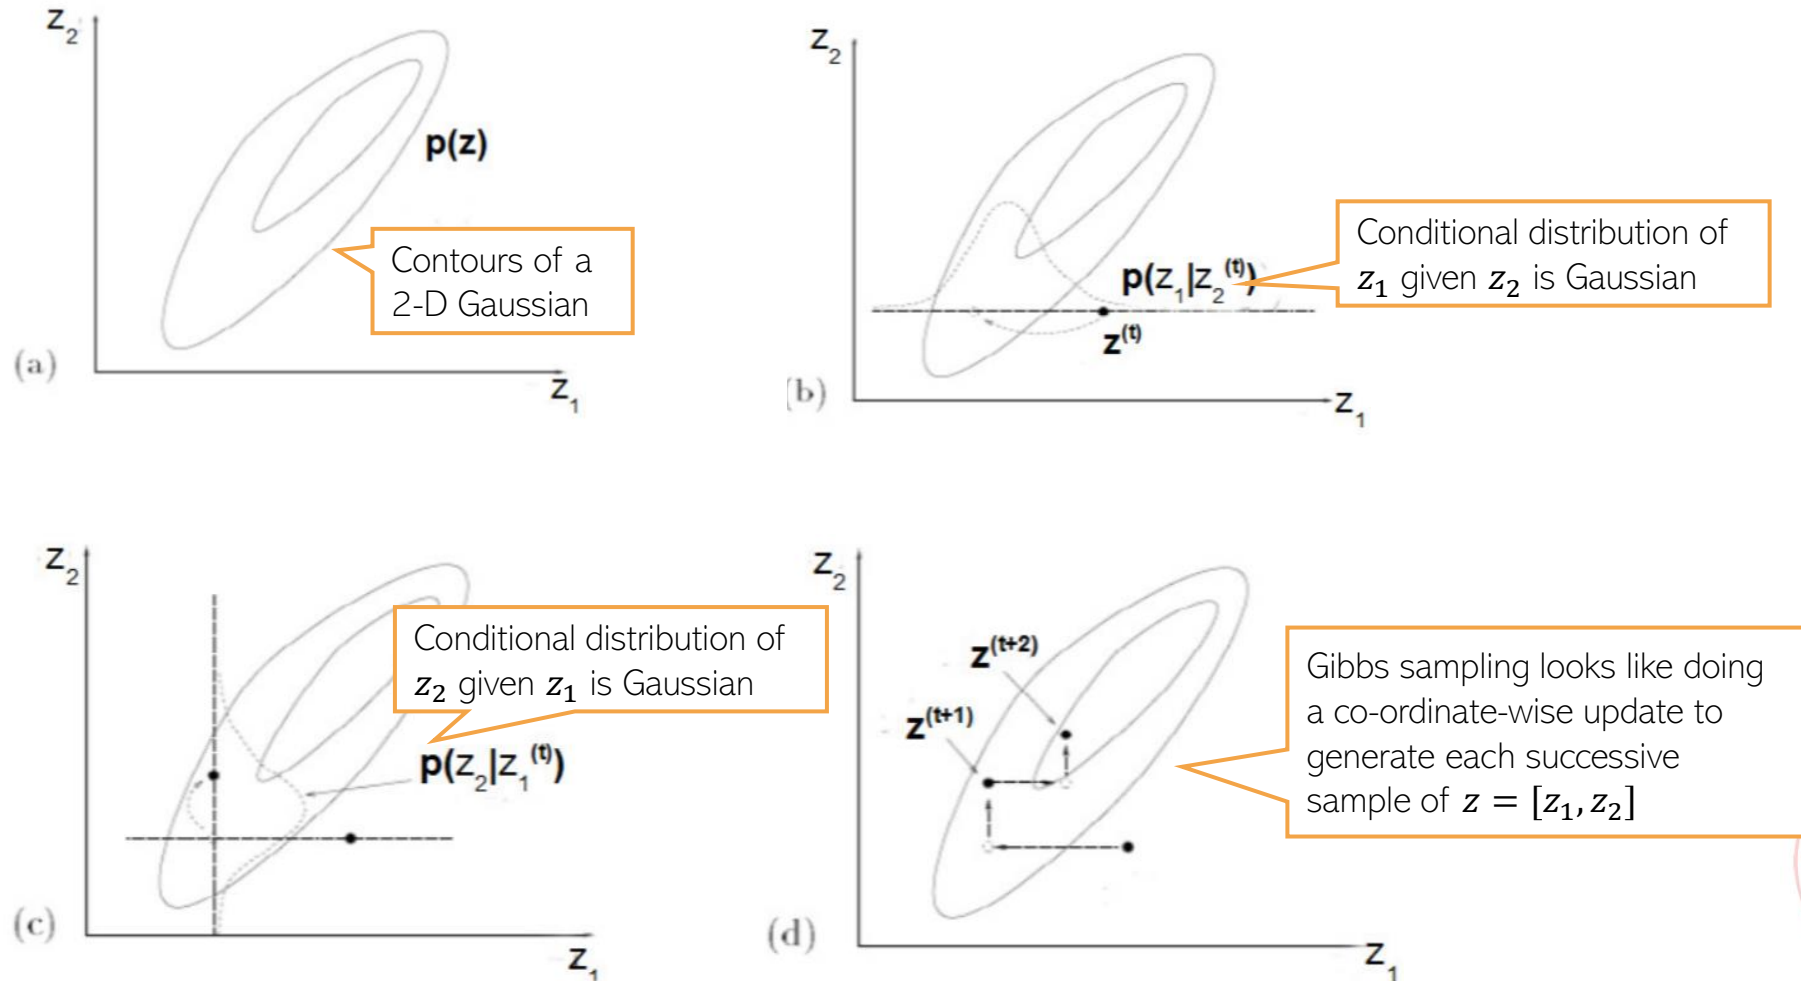 z₂
p(z)
Contours of a
2-D Gaussian
(a)
z₁
z₂
Conditional distribution of
z₁ given z₂ is Gaussian
p(z₁|z₂⁽ᵗ⁾)
z⁽ᵗ⁾
(b)
z₁
z₂
Conditional distribution of
z₂ given z₁ is Gaussian
p(z₂|z₁⁽ᵗ⁾)
(c)
z₁
z₂
z⁽ᵗ⁺²⁾
z⁽ᵗ⁺¹⁾
Gibbs sampling looks like doing
a co-ordinate-wise update to
generate each successive
sample of z = [z₁, z₂]
(d)
z₁